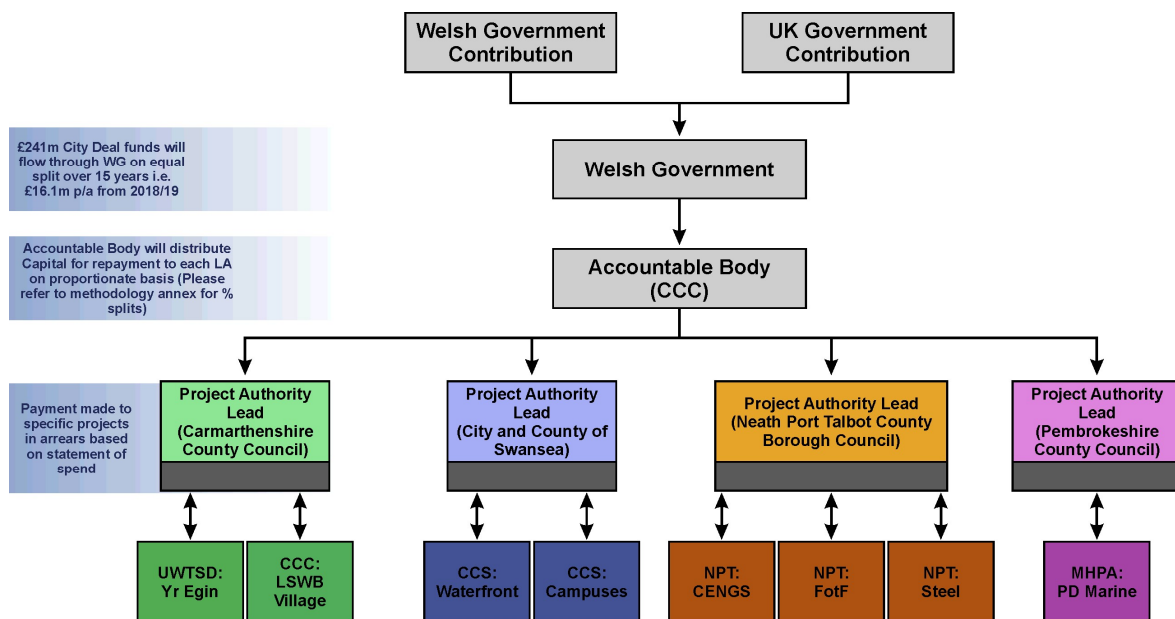 Welsh Government
Contribution
UK Government
Contribution
£241m City Deal funds will
flow through WG on equal
split over 15 years i.e.
£16.1m p/a from 2018/19
Welsh Government
Accountable Body will distribute
Capital for repayment to each LA
on proportionate basis (Please
refer to methodology annex for %
splits)
Accountable Body
(CCC)
Payment made to
specific projects
in arrears based
on statement of
spend
Project Authority
Lead
(Carmarthenshire
County Council)
Project Authority
Lead
(City and County of
Swansea)
Project Authority Lead
(Neath Port Talbot County
Borough Council)
Project Authority
Lead
(Pembrokeshire
County Council)
UWTSD:
Yr Egin
CCC:
LSWB
Village
CCS:
Waterfront
CCS:
Campuses
NPT:
CENGS
NPT:
FotF
NPT:
Steel
MHPA:
PD Marine